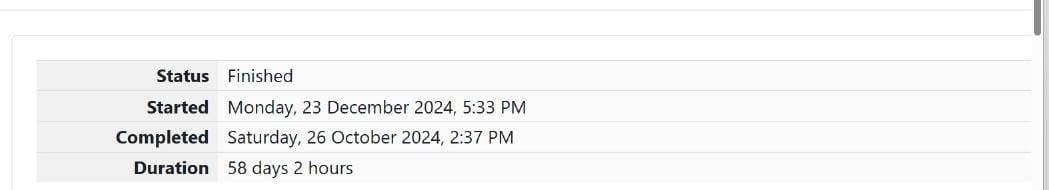 Status Finished
Started Monday, 23 December 2024, 5:33 PM
Completed Saturday, 26 October 2024, 2:37 PM
Duration 58 days 2 hours